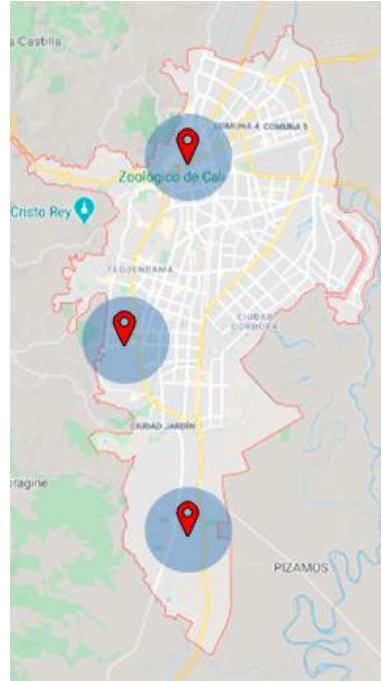 a Castilla
COMUNA 4 COMUNA 5
Zoológico de Cali
Cristo Rey
TEQUENDAMA
CIUDAD
CÓRDOBA
CIUDAD JARDÍN
PIZAMOS